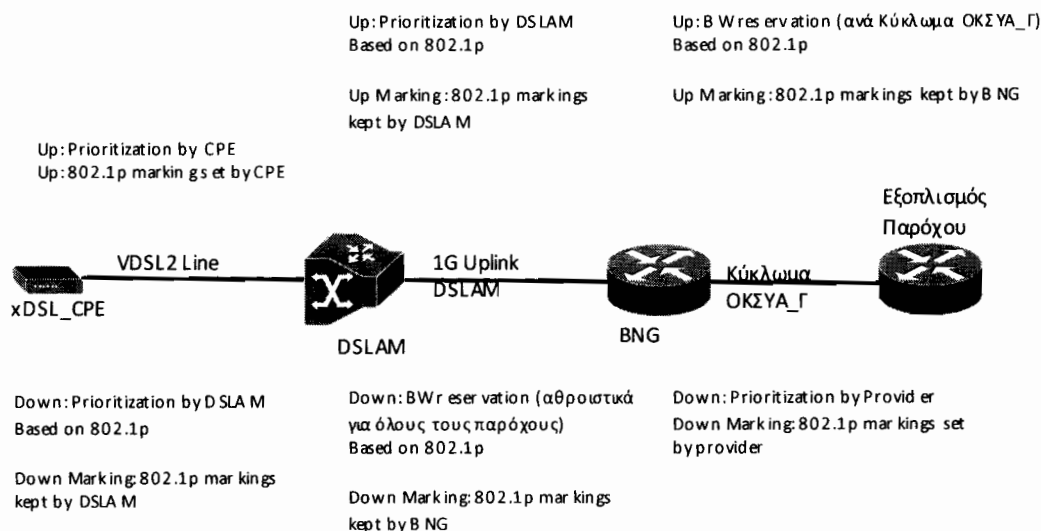 Up: Prioritization by DSLAM
Based on 802.1p
Up Marking: 802.1p markings
kept by DSLAM
Up: BW reservation (ανά Κύκλωμα ΟΚΣΥΑ_Γ)
Based on 802.1p
Up Marking: 802.1p markings kept by BNG
Up: Prioritization by CPE
Up: 802.1p marking set by CPE
Εξοπλισμός
Παρόχου
VDSL2 Line
1G Uplink
DSLAM
Κύκλωμα
ΟΚΣΥΑ_Γ
xDSL_CPE
DSLAM
BNG
Down: Prioritization by DSLAM
Based on 802.1p
Down Marking: 802.1p markings
kept by DSLAM
Down: BW reservation (αθροιστικά
για όλους τους παρόχους)
Based on 802.1p
Down Marking: 802.1p markings
kept by BNG
Down: Prioritization by Provider
Down Marking: 802.1p markings set
by provider